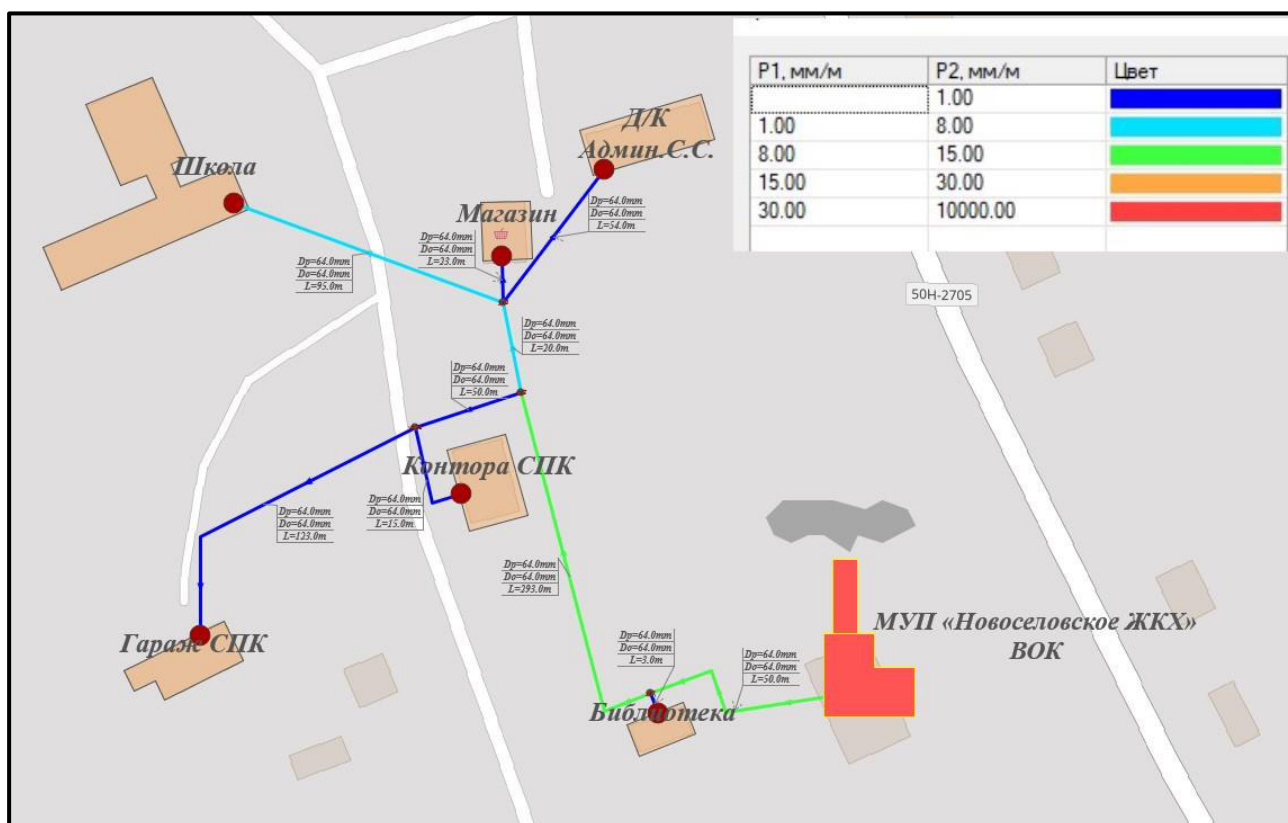 P1, мм/м P2, мм/м Цвет
1.00
1.00 8.00
8.00 15.00
15.00 30.00
30.00 10000.00
Д/К
Админ.С.С.
Школа
Магазин
Dp=64.0mm
Do=64.0mm
L=54.0m
Dp=64.0mm
Do=64.0mm
L=23.0m
Dp=64.0mm
Do=64.0mm
L=95.0m
50Н-2705
Dp=64.0mm
Do=64.0mm
L=20.0m
Dp=64.0mm
Do=64.0mm
L=50.0m
Контора СПК
Dp=64.0mm
Do=64.0mm
L=15.0m
Dp=64.0mm
Do=64.0mm
L=123.0m
Dp=64.0mm
Do=64.0mm
L=293.0m
Гараж СПК
МУП «Новоселовское ЖКХ»
ВОК
Dp=64.0mm
Do=64.0mm
L=3.0m
Dp=64.0mm
Do=64.0mm
L=50.0m
Библиотека